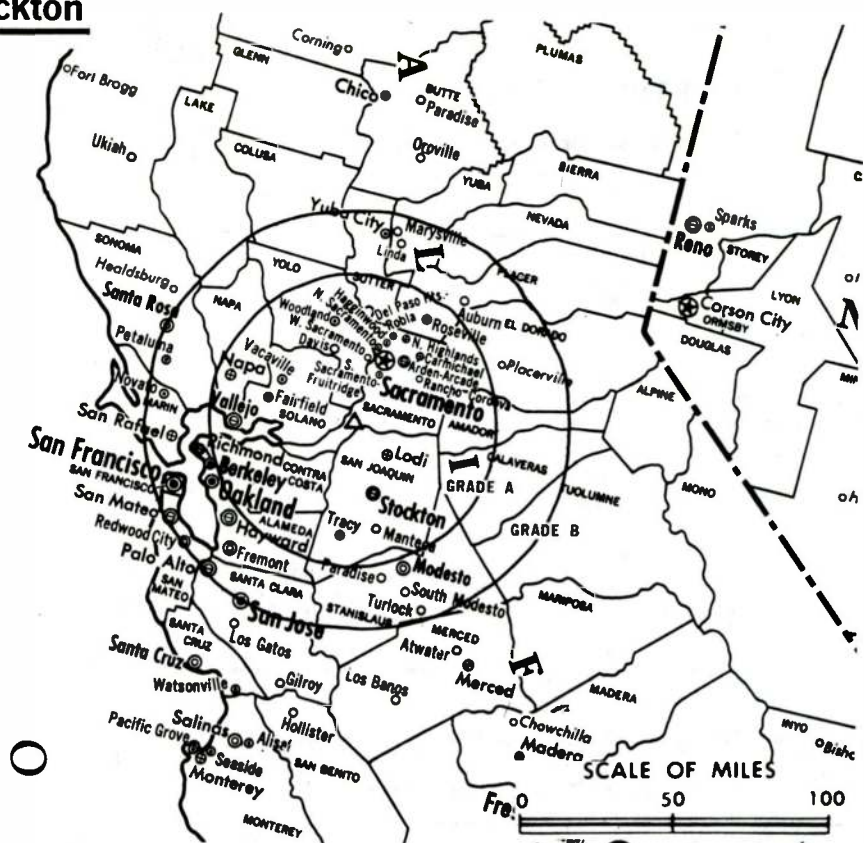 ckton
Corning
GLENN
PLUMAS
A
Fort Bragg
Chico
BUTTE
Paradise
LAKE
Ukiah
COLUSA
Oroville
YUBA
SIERRA
Yuba City
Marysville
Linda
NEVADA
Sparks
Reno
STOREY
SONOMA
Healdsburg
Santa Rosa
YOLO
NAPA
SUTTER
L
PLACER
LYON
Carson City
ORMSBY
DOUGLAS
N
Del Paso Hts.
Hagginwood
Robla
N. Sacramento
Woodland
W. Sacramento
Davis
Roseville
Auburn
EL DORADO
N. Highlands
Carmichael
Arden-Arcade
Rancho Cordova
Placerville
Petaluma
Napa
Vacaville
S. Sacramento-
Fruitridge
Sacramento
Novato
MARIN
Vallejo
Fairfield
SOLANO
SACRAMENTO
AMADOR
ALPINE
San Rafael
San Francisco
SAN FRANCISCO
Richmond
Berkeley
Oakland
CONTRA
COSTA
SAN JOAQUIN
Lodi
I
CALAVERAS
GRADE A
TUOLUMNE
MONO
San Mateo
Redwood City
Palo Alto
Hayward
ALAMEDA
Stockton
Tracy
Manteca
GRADE B
Fremont
SAN
MATEO
SANTA CLARA
Paradise
Modesto
South Modesto
Turlock
STANISLAUS
MARIPOSA
San Jose
SANTA
CRUZ
Los Gatos
MERCED
Atwater
Merced
F
Santa Cruz
Watsonville
Gilroy
Los Banos
MADERA
Hollister
Salinas
Alisal
Pacific Grove
Seaside
Monterey
SAN BENITO
MONTEREY
Chowchilla
Madera
INYO
Bisho
O
Fre
SCALE OF MILES
0 50 100